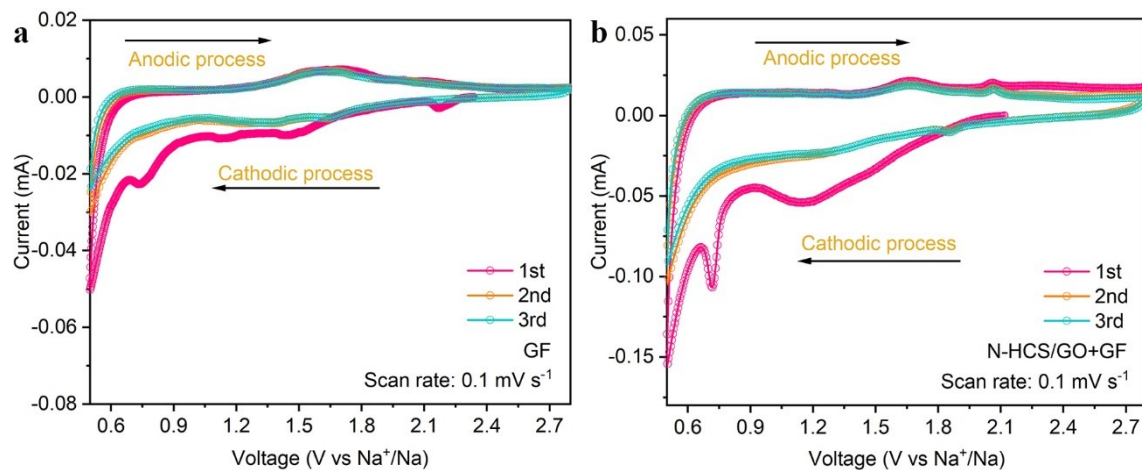 a
0.02
0.00
-0.02
-0.04
-0.06
-0.08
Current (mA)
Anodic process
Cathodic process
1st
2nd
3rd
GF
Scan rate: 0.1 mV s⁻¹
0.6 0.9 1.2 1.5 1.8 2.1 2.4 2.7
Voltage (V vs Na⁺/Na)
b
0.05
0.00
-0.05
-0.10
-0.15
Current (mA)
Anodic process
Cathodic process
1st
2nd
3rd
N-HCS/GO+GF
Scan rate: 0.1 mV s⁻¹
0.6 0.9 1.2 1.5 1.8 2.1 2.4 2.7
Voltage (V vs Na⁺/Na)